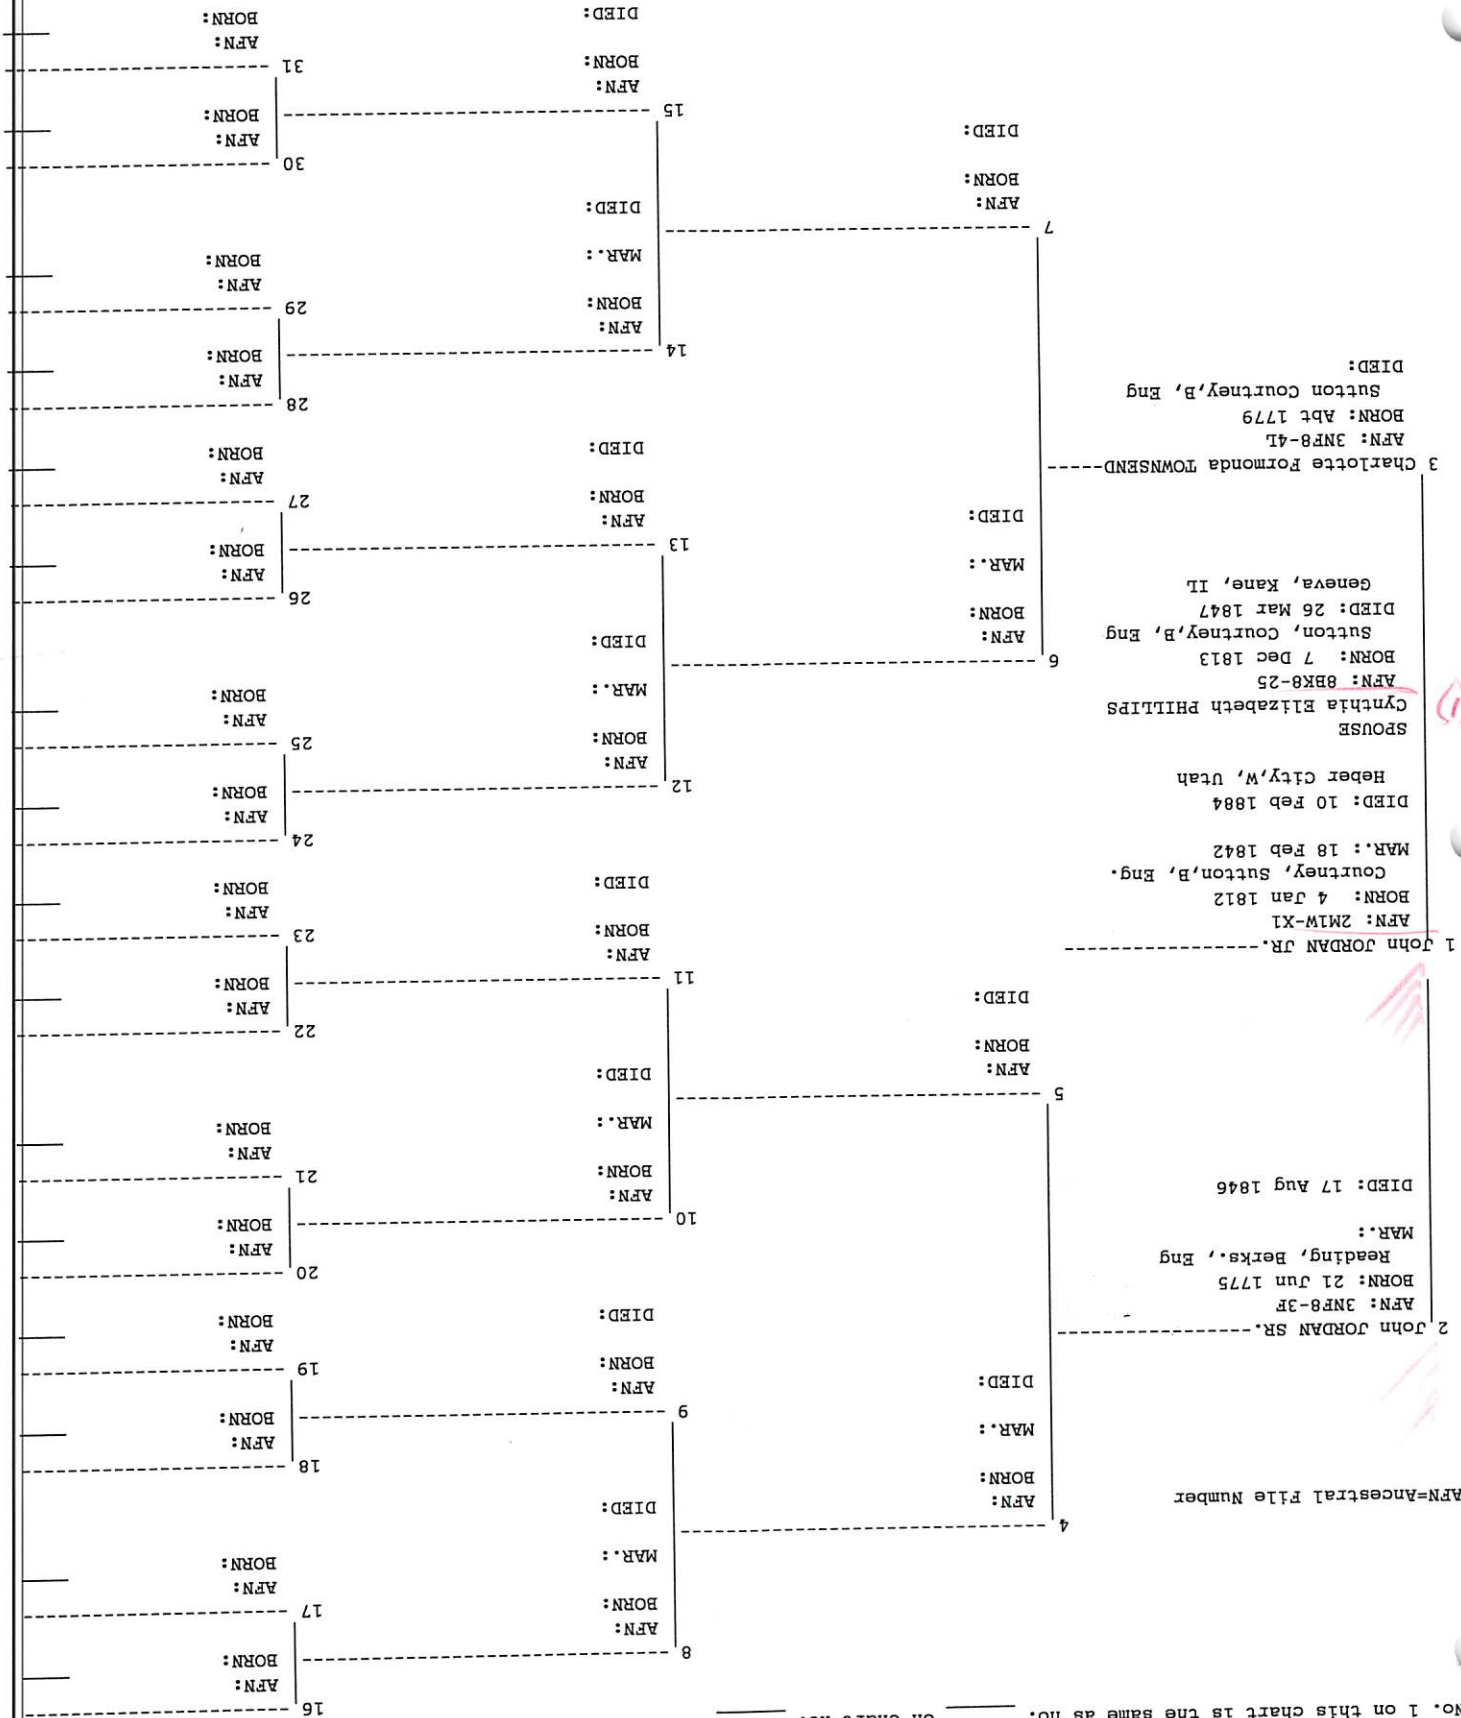 No. 1 on this chart is the same as no. on chart no.
AFN=Ancestral File Number
2 John JORDAN SR.
AFN: 3NF8-3F
BORN: 21 Jun 1775
Reading, Berks., Eng
MAR.:
DIED: 17 Aug 1846
1 John JORDAN JR.
AFN: 2M1W-X1
BORN: 4 Jan 1812
Courtney, Sutton,B, Eng.
MAR.: 18 Feb 1842
DIED: 10 Feb 1884
Heber City,W, Utah
SPOUSE
Cynthia Elizabeth PHILLIPS
AFN: 8BK8-25
BORN: 7 Dec 1813
Sutton, Courtney,B, Eng
DIED: 26 Mar 1847
Geneva, Kane, IL
3 Charlotte Formonda TOWNSEND
AFN: 3NF8-4L
BORN: Abt 1779
Sutton Courtney,B, Eng
DIED:
4
AFN:
BORN:
MAR.:
DIED:
5
AFN:
BORN:
DIED:
6
AFN:
BORN:
MAR.:
DIED:
7
AFN:
BORN:
DIED:
8
AFN:
BORN:
MAR.:
DIED:
9
AFN:
BORN:
DIED:
10
AFN:
BORN:
MAR.:
DIED:
11
AFN:
BORN:
DIED:
12
AFN:
BORN:
MAR.:
DIED:
13
AFN:
BORN:
DIED:
14
AFN:
BORN:
MAR.:
DIED:
15
AFN:
BORN:
DIED:
16
AFN:
BORN:
17
AFN:
BORN:
18
AFN:
BORN:
19
AFN:
BORN:
20
AFN:
BORN:
21
AFN:
BORN:
22
AFN:
BORN:
23
AFN:
BORN:
24
AFN:
BORN:
25
AFN:
BORN:
26
AFN:
BORN:
27
AFN:
BORN:
28
AFN:
BORN:
29
AFN:
BORN:
30
AFN:
BORN:
31
AFN:
BORN: